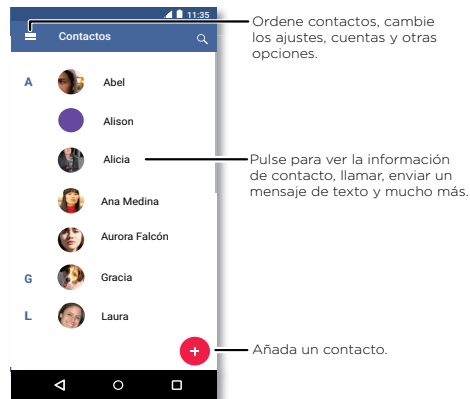 11:35
Contactos
A
Abel
Alison
Alicia
Ana Medina
Aurora Falcón
G
Gracia
L
Laura
Ordene contactos, cambie
los ajustes, cuentas y otras
opciones.
Pulse para ver la información
de contacto, llamar, enviar un
mensaje de texto y mucho más.
Añada un contacto.